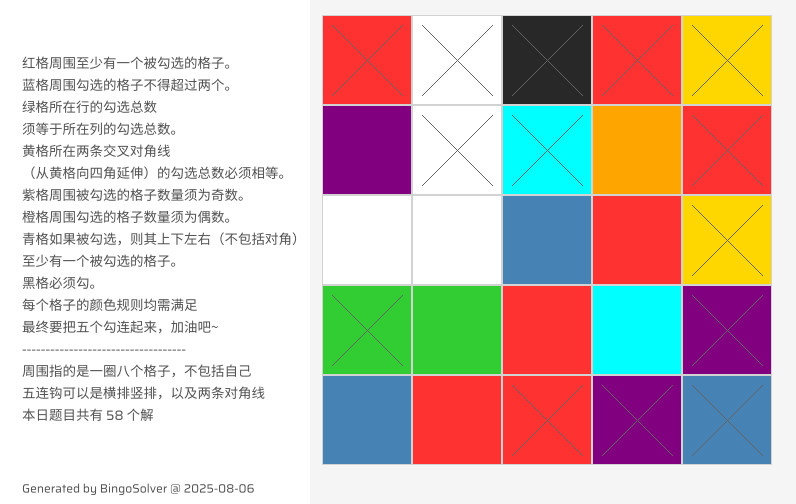 红格周围至少有一个被勾选的格子。
蓝格周围勾选的格子不得超过两个。
绿格所在行的勾选总数
须等于所在列的勾选总数。
黄格所在两条交叉对角线
（从黄格向四角延伸）的勾选总数必须相等。
紫格周围被勾选的格子数量须为奇数。
橙格周围勾选的格子数量须为偶数。
青格如果被勾选，则其上下左右（不包括对角）
至少有一个被勾选的格子。
黑格必须勾。
每个格子的颜色规则均需满足
最终要把五个勾连起来，加油吧~
-----------------------------------
周围指的是一圈八个格子，不包括自己
五连钩可以是横排竖排，以及两条对角线
本日题目共有 58 个解
Generated by BingoSolver @ 2025-08-06